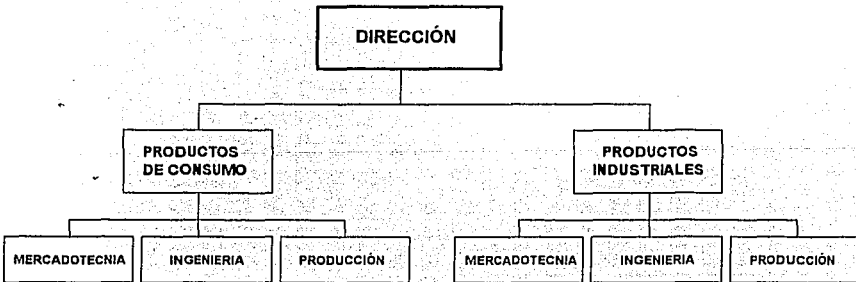 DIRECCIÓN
PRODUCTOS
DE CONSUMO
PRODUCTOS
INDUSTRIALES
MERCADOTECNIA
INGENIERIA
PRODUCCIÓN
MERCADOTECNIA
INGENIERIA
PRODUCCIÓN